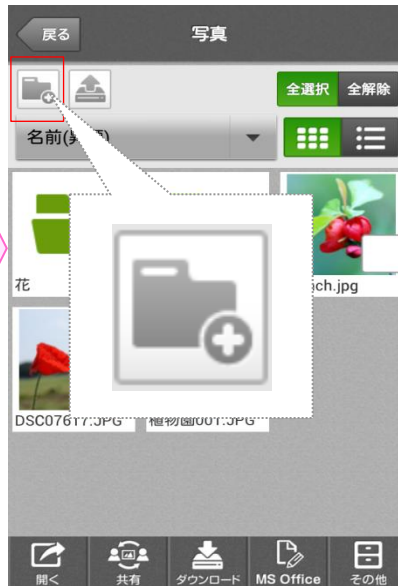 戻る
写真
全選択 全解除
名前(昇順)
花
ch.jpg
DSC07617.JPG 植物園001.JPG
開く 共有 ダウンロード MS Office その他